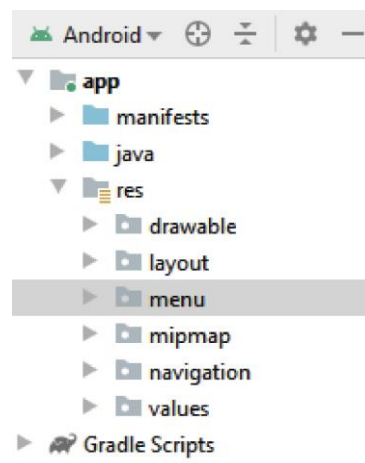 Android
app
manifests
java
res
drawable
layout
menu
mipmap
navigation
values
Gradle Scripts